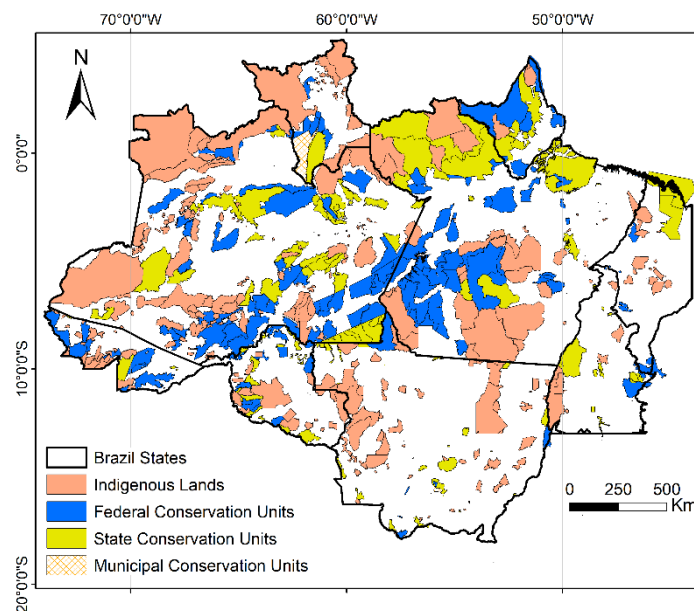 70°0'0"W 60°0'0"W 50°0'0"W
N
0°0'0"
10°0'0"S
20°0'0"S
Brazil States
Indigenous Lands
Federal Conservation Units
State Conservation Units
Municipal Conservation Units
0 250 500
Km